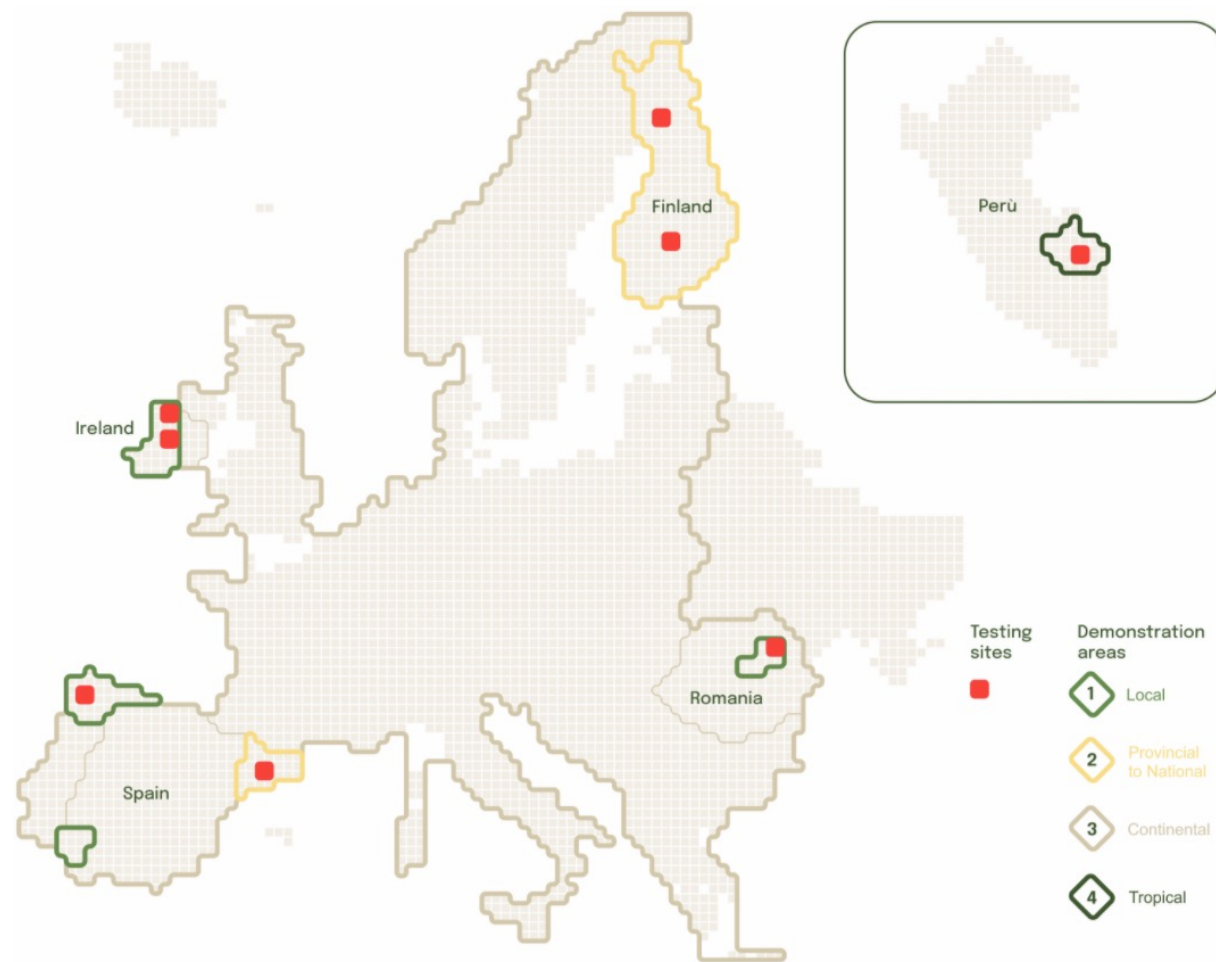 Finland
Perù
Ireland
Spain
Romania
Testing
sites
Demonstration
areas
1 Local
2 Provincial
to National
3 Continental
4 Tropical